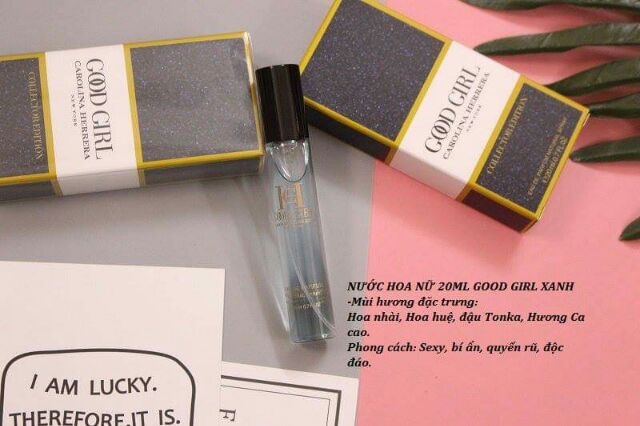 GOOD GIRL
CAROLINA HERRERA
NEW YORK
COLLECTOR EDITION
GOOD GIRL
CAROLINA HERRERA
NEW YORK
COLLECTOR EDITION
GOOD GIRL
NƯỚC HOA NỮ 20ML GOOD GIRL XANH
-Mùi hương đặc trưng:
Hoa nhài, Hoa huệ, đậu Tonka, Hương Ca
cao.
Phong cách: Sexy, bí ẩn, quyến rũ, độc
đáo.
I AM LUCKY.
THEREFORE,IT IS.